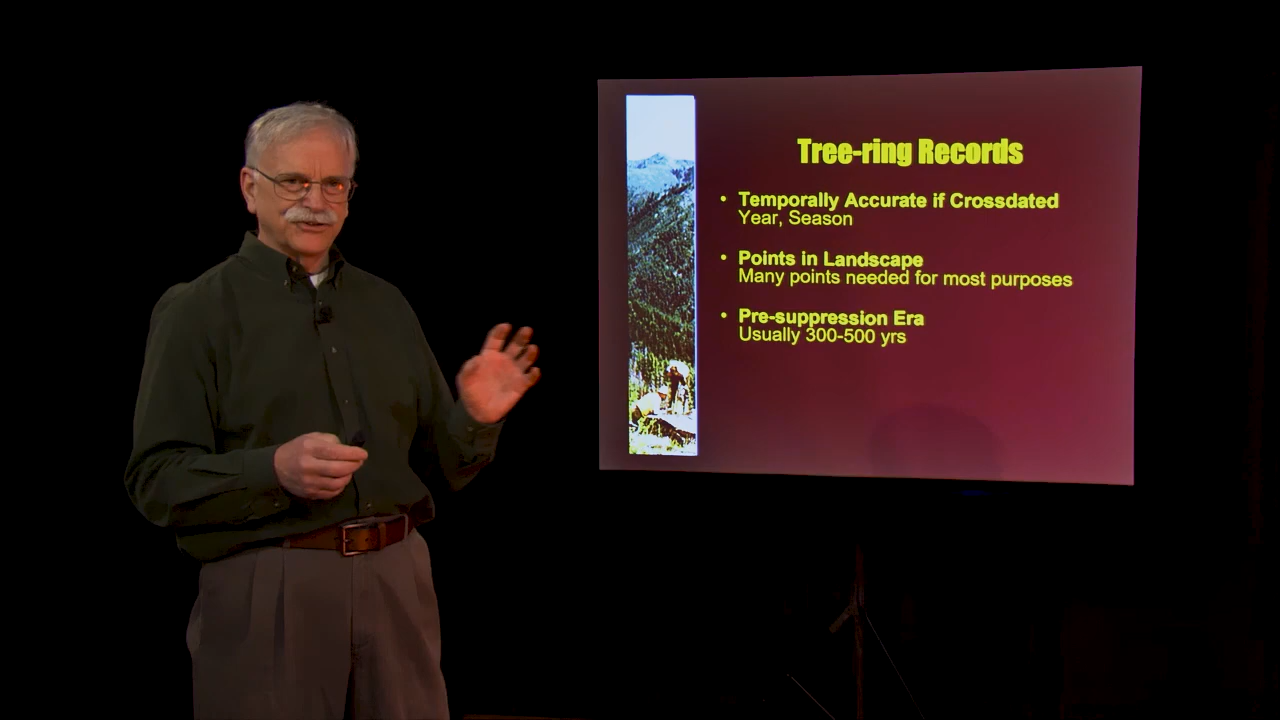 Tree-ring Records
• Temporally Accurate if Crossdated
Year, Season
• Points in Landscape
Many points needed for most purposes
• Pre-suppression Era
Usually 300-500 yrs